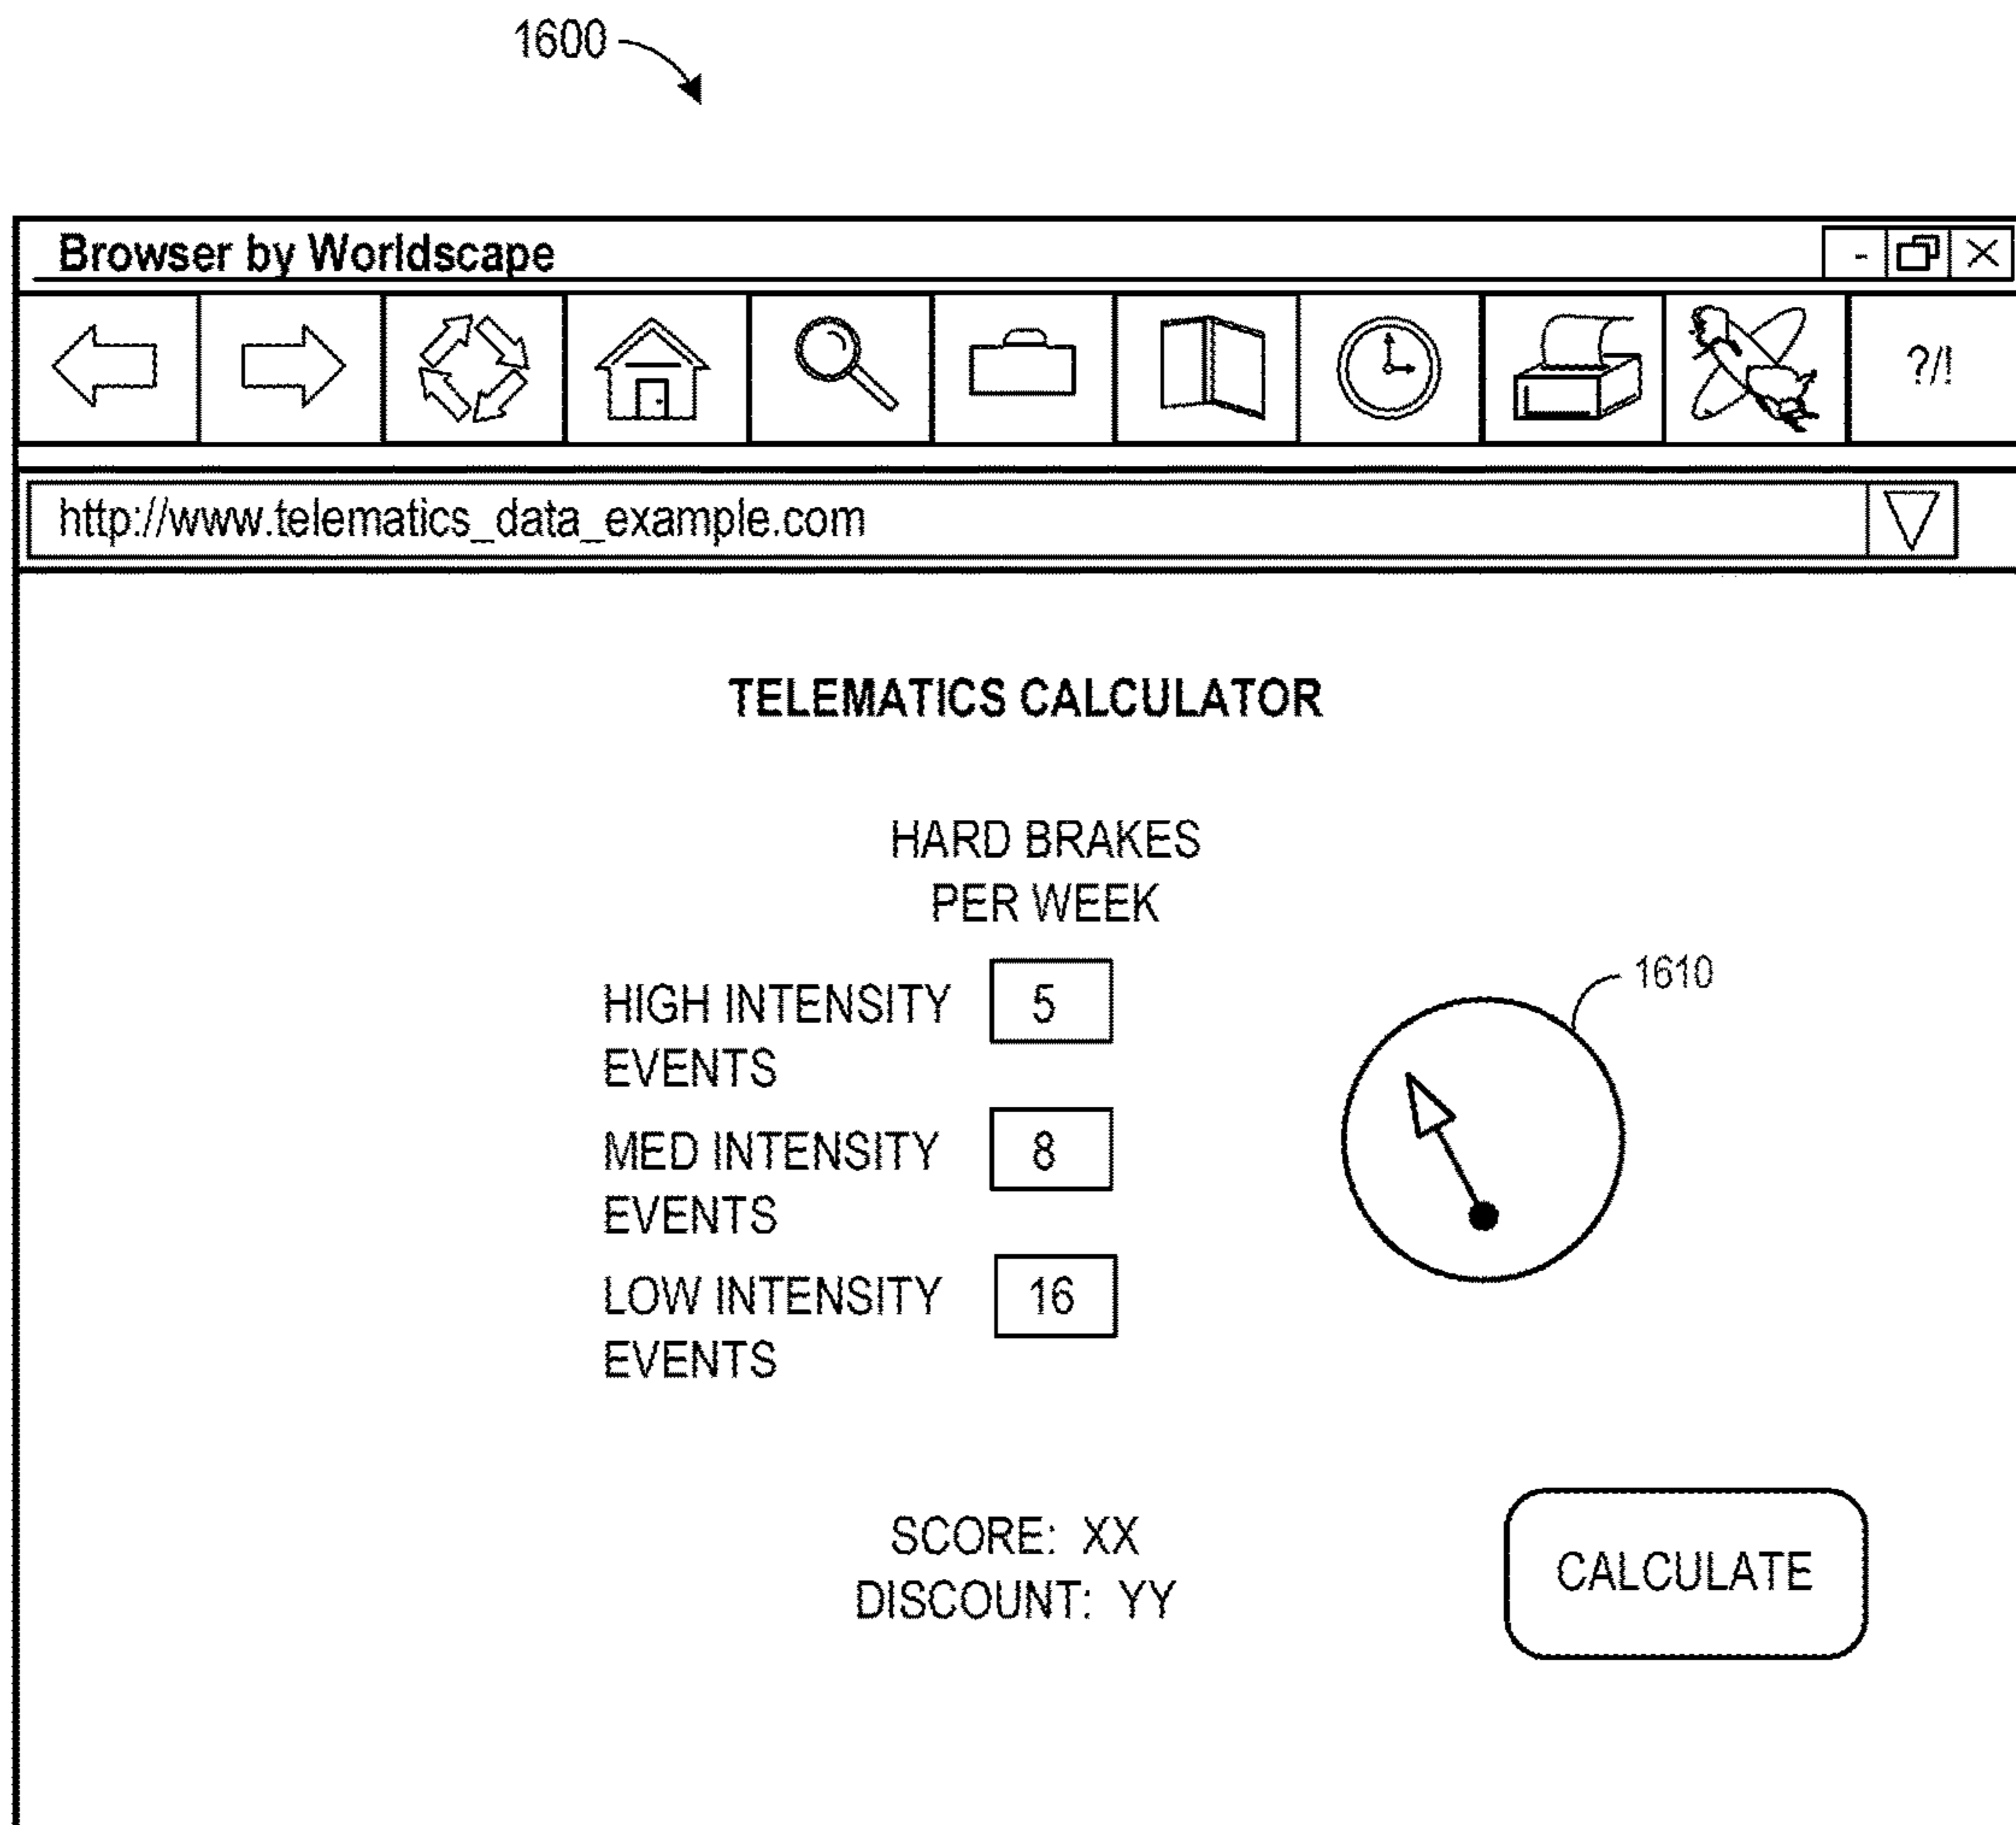 1600
Browser by Worldscape
?/!
http://www.telematics_data_example.com
TELEMATICS CALCULATOR
HARD BRAKES
PER WEEK
1610
HIGH INTENSITY 5
EVENTS
MED INTENSITY 8
EVENTS
LOW INTENSITY 16
EVENTS
SCORE: XX
DISCOUNT: YY
CALCULATE